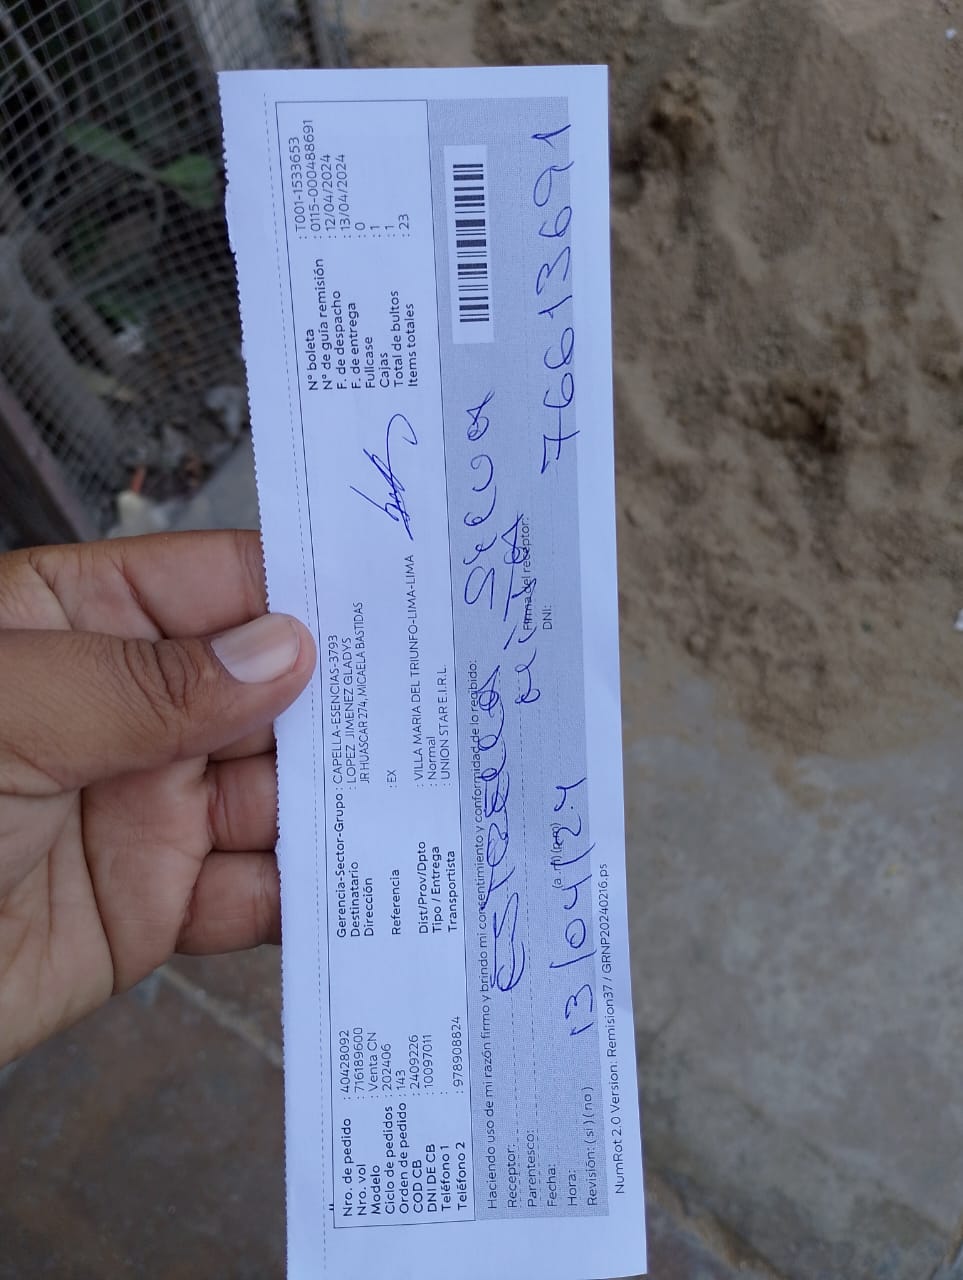 Nro. de pedido : 40428092
Nro. vol : 716189600
Modelo : Venta CN
Ciclo de pedidos : 202406
Orden de pedido : 143
COD CB : 2409226
DNI DE CB : 10097011
Teléfono 1 :
Teléfono 2 : 978908824
Gerencia-Sector-Grupo : CAPELLA-ESENCIAS-3793
Destinatario : LOPEZ JIMENEZ GLADYS
Dirección JR HUASCAR 274, MICAELA BASTIDAS
Referencia : EX
Dist/Prov/Dpto : VILLA MARIA DEL TRIUNFO-LIMA-LIMA
Tipo / Entrega : Normal
Transportista : UNION STAR E.I.R.L.
N° boleta : T001-1533653
N° de guía remisión : 0115-000488691
F. de despacho : 12/04/2024
F. de entrega : 13/04/2024
Fullcase : 0
Cajas : 1
Total de bultos : 1
Items totales : 23
Haciendo uso de mi razón firmo y brindo mi consentimiento y conformidad de lo recibido:
Receptor:
Parentesco:
Firma del receptor:
Fecha: 13/04/24
DNI: 76613691
Hora: (a.m)(p.m)
Revisión: (si)(no)
NumRot 2.0 Version: Remision37 / GRNP20240216.ps